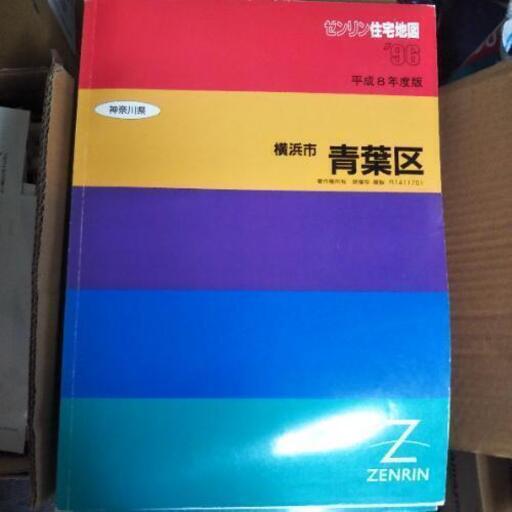 ゼンリン住宅地図
'96
平成8年度版
神奈川県
横浜市 青葉区
Z
ZENRIN